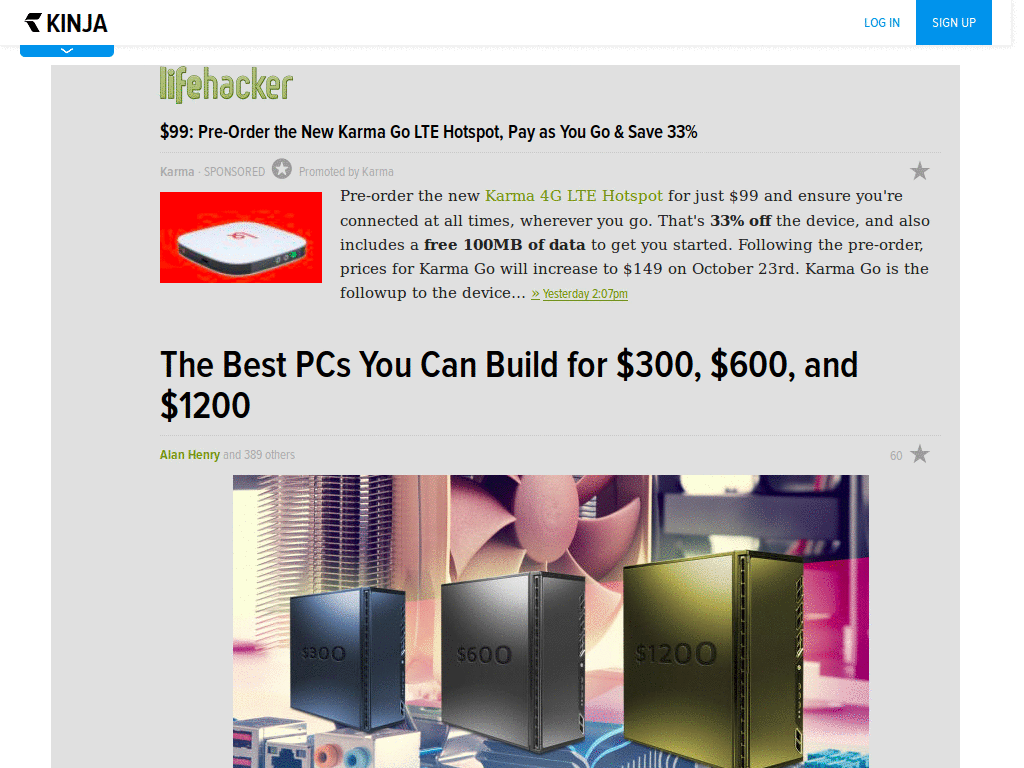 KINJA
LOG IN
SIGN UP
lifehacker
$99: Pre-Order the New Karma Go LTE Hotspot, Pay as You Go & Save 33%
Karma · SPONSORED Promoted by Karma
Pre-order the new Karma 4G LTE Hotspot for just $99 and ensure you're
connected at all times, wherever you go. That's 33% off the device, and also
includes a free 100MB of data to get you started. Following the pre-order,
prices for Karma Go will increase to $149 on October 23rd. Karma Go is the
followup to the device... » Yesterday 2:07pm
The Best PCs You Can Build for $300, $600, and
$1200
Alan Henry and 389 others
60
$300
$600
$1200